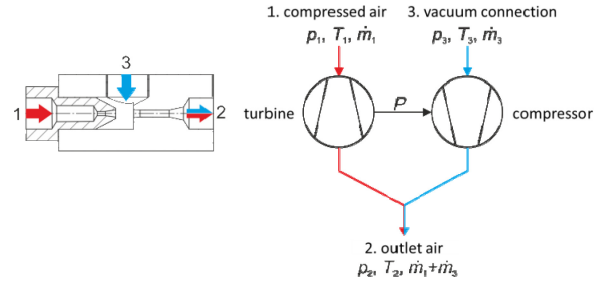 1. compressed air
p₁, T₁, ṁ₁
3. vacuum connection
p₃, T₃, ṁ₃
3
1
2
turbine
P
compressor
2. outlet air
p₂, T₂, ṁ₁+ṁ₃